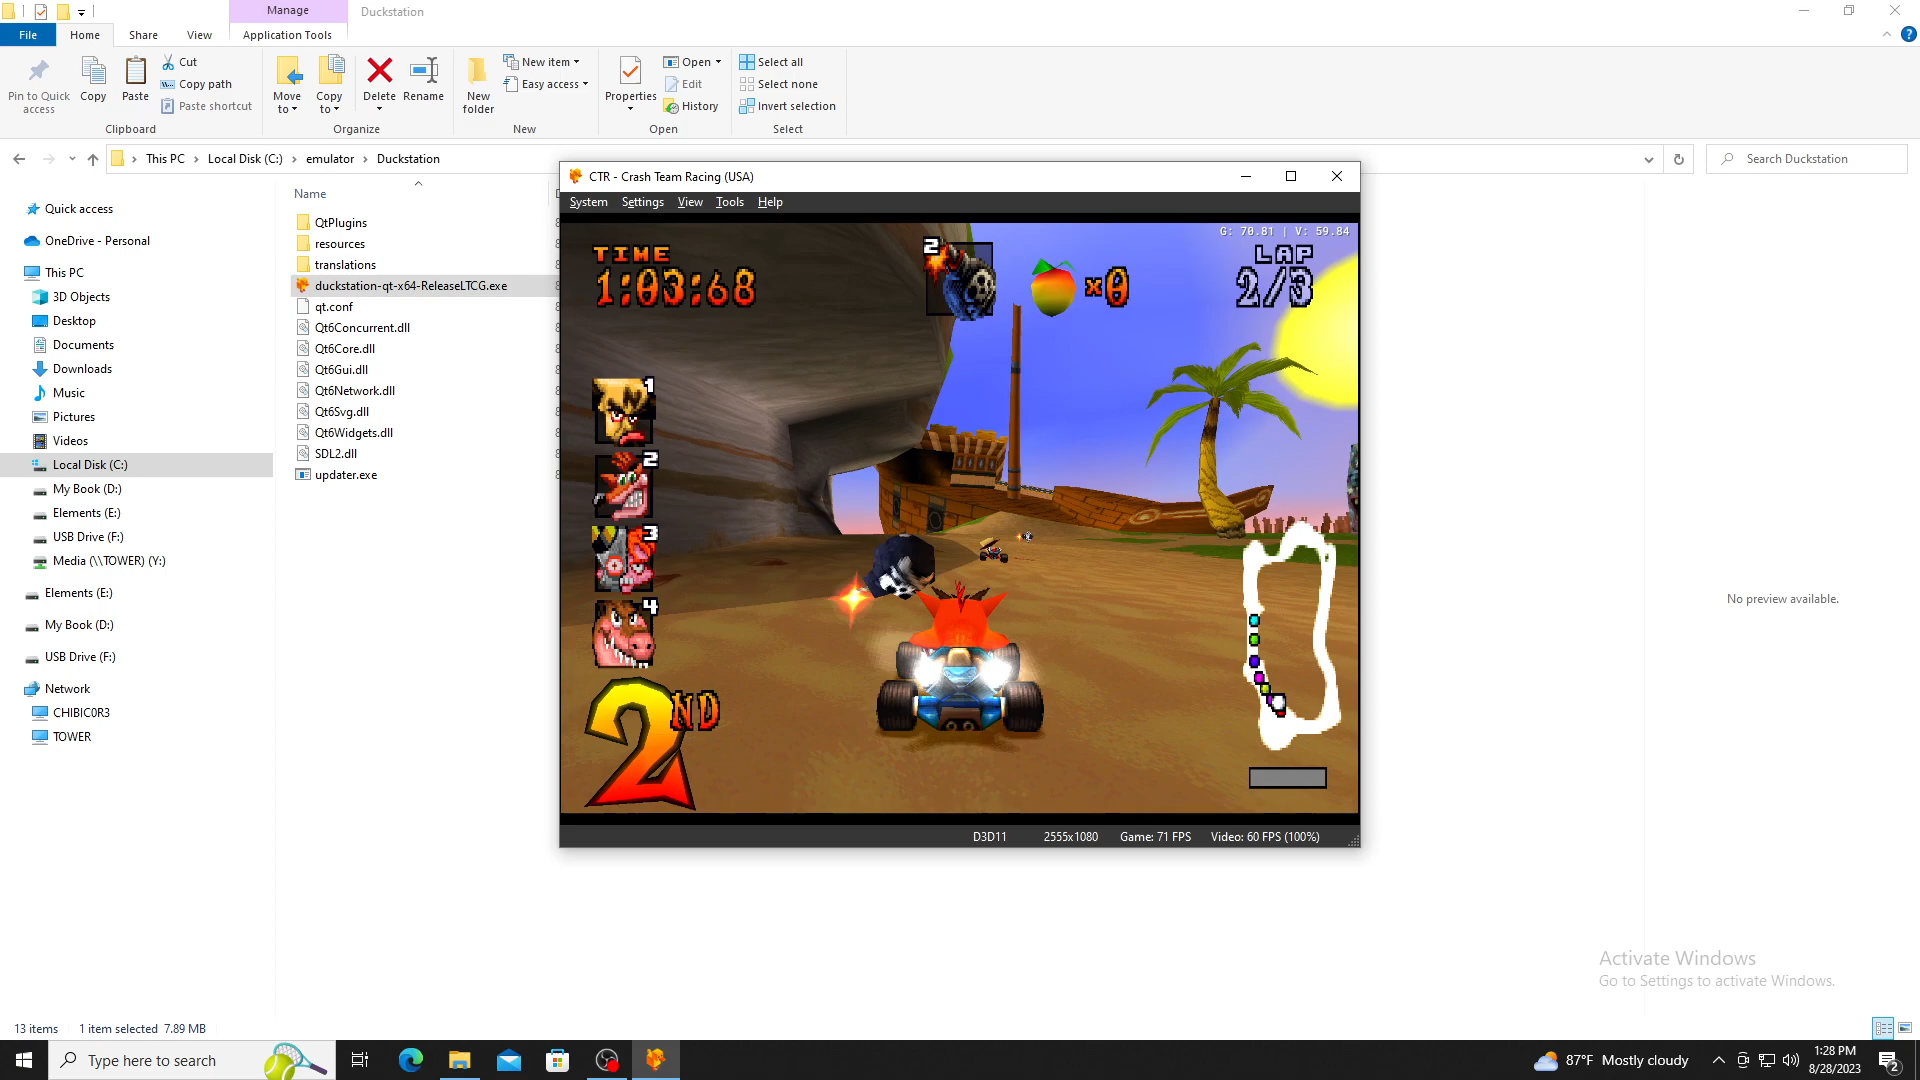 Manage
Duckstation
File
Home
Share
View
Application Tools
Pin to Quick access
Copy
Paste
Cut
Copy path
Paste shortcut
Clipboard
Move to
Copy to
Delete
Rename
Organize
New folder
New item
Easy access
New
Properties
Open
Edit
History
Open
Select all
Select none
Invert selection
Select
This PC > Local Disk (C:) > emulator > Duckstation
Search Duckstation
Quick access
OneDrive - Personal
This PC
3D Objects
Desktop
Documents
Downloads
Music
Pictures
Videos
Local Disk (C:)
My Book (D:)
Elements (E:)
USB Drive (F:)
Media (\\TOWER) (Y:)
Elements (E:)
My Book (D:)
USB Drive (F:)
Network
CHIBIC0R3
TOWER
Name
QtPlugins
resources
translations
duckstation-qt-x64-ReleaseLTCG.exe
qt.conf
Qt6Concurrent.dll
Qt6Core.dll
Qt6Gui.dll
Qt6Network.dll
Qt6Svg.dll
Qt6Widgets.dll
SDL2.dll
updater.exe
CTR - Crash Team Racing (USA)
System
Settings
View
Tools
Help
G: 70.81 | V: 59.84
TIME
1:03:68
2
x0
LAP
2/3
1
2
3
4
2ND
D3D11
2555x1080
Game: 71 FPS
Video: 60 FPS (100%)
No preview available.
Activate Windows
Go to Settings to activate Windows.
13 items
1 item selected 7.89 MB
Type here to search
87°F Mostly cloudy
1:28 PM
8/28/2023
2